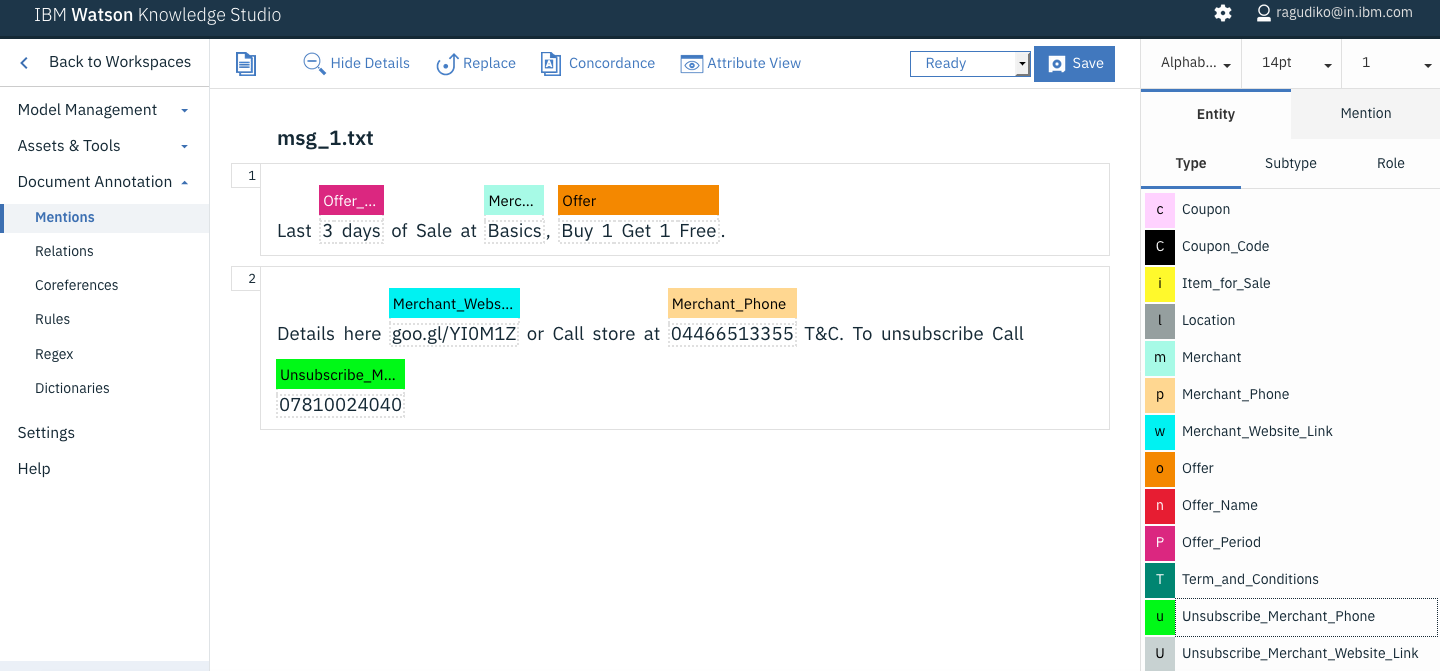 IBM Watson Knowledge Studio
ragudiko@in.ibm.com
Back to Workspaces
Hide Details
Replace
Concordance
Attribute View
Ready
Save
Alphab...
14pt
1
Model Management
Assets & Tools
Document Annotation
Mentions
Relations
Coreferences
Rules
Regex
Dictionaries
Settings
Help
msg_1.txt
1
Offer_... Merc... Offer
Last 3 days of Sale at Basics, Buy 1 Get 1 Free.
2
Merchant_Webs... Merchant_Phone
Details here goo.gl/YI0M1Z or Call store at 04466513355 T&C. To unsubscribe Call
Unsubscribe_M...
07810024040
Entity Mention
Type Subtype Role
c Coupon
C Coupon_Code
i Item_for_Sale
l Location
m Merchant
p Merchant_Phone
w Merchant_Website_Link
o Offer
n Offer_Name
P Offer_Period
T Term_and_Conditions
u Unsubscribe_Merchant_Phone
U Unsubscribe_Merchant_Website_Link